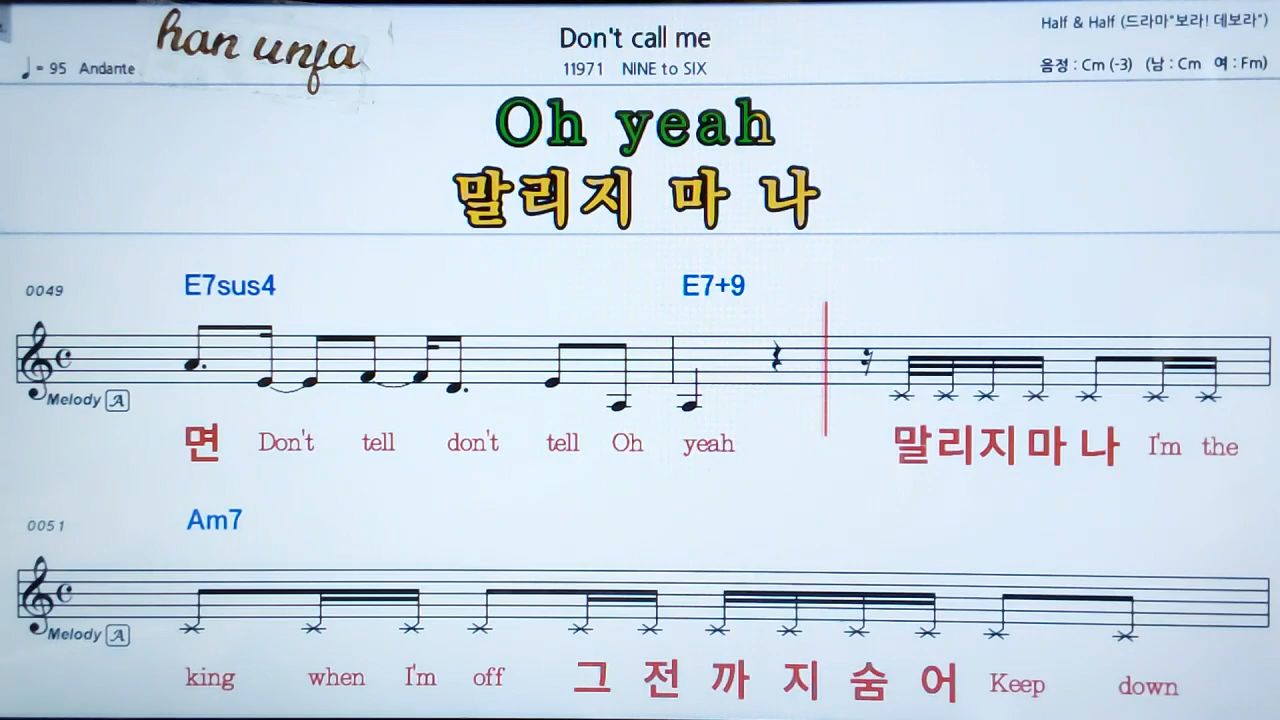 han unja
Don't call me
Half & Half (드라마"보라! 데보라")
♩ = 95 Andante
11971 NINE to SIX
음정 : Cm (-3) (남 : Cm 여 : Fm)
Oh yeah
말리지 마 나
0049
E7sus4 E7+9
Melody A
면 Don't tell don't tell Oh yeah 말리지마 나 I'm the
0051
Am7
Melody A
king when I'm off 그 전 까 지 숨 어 Keep down